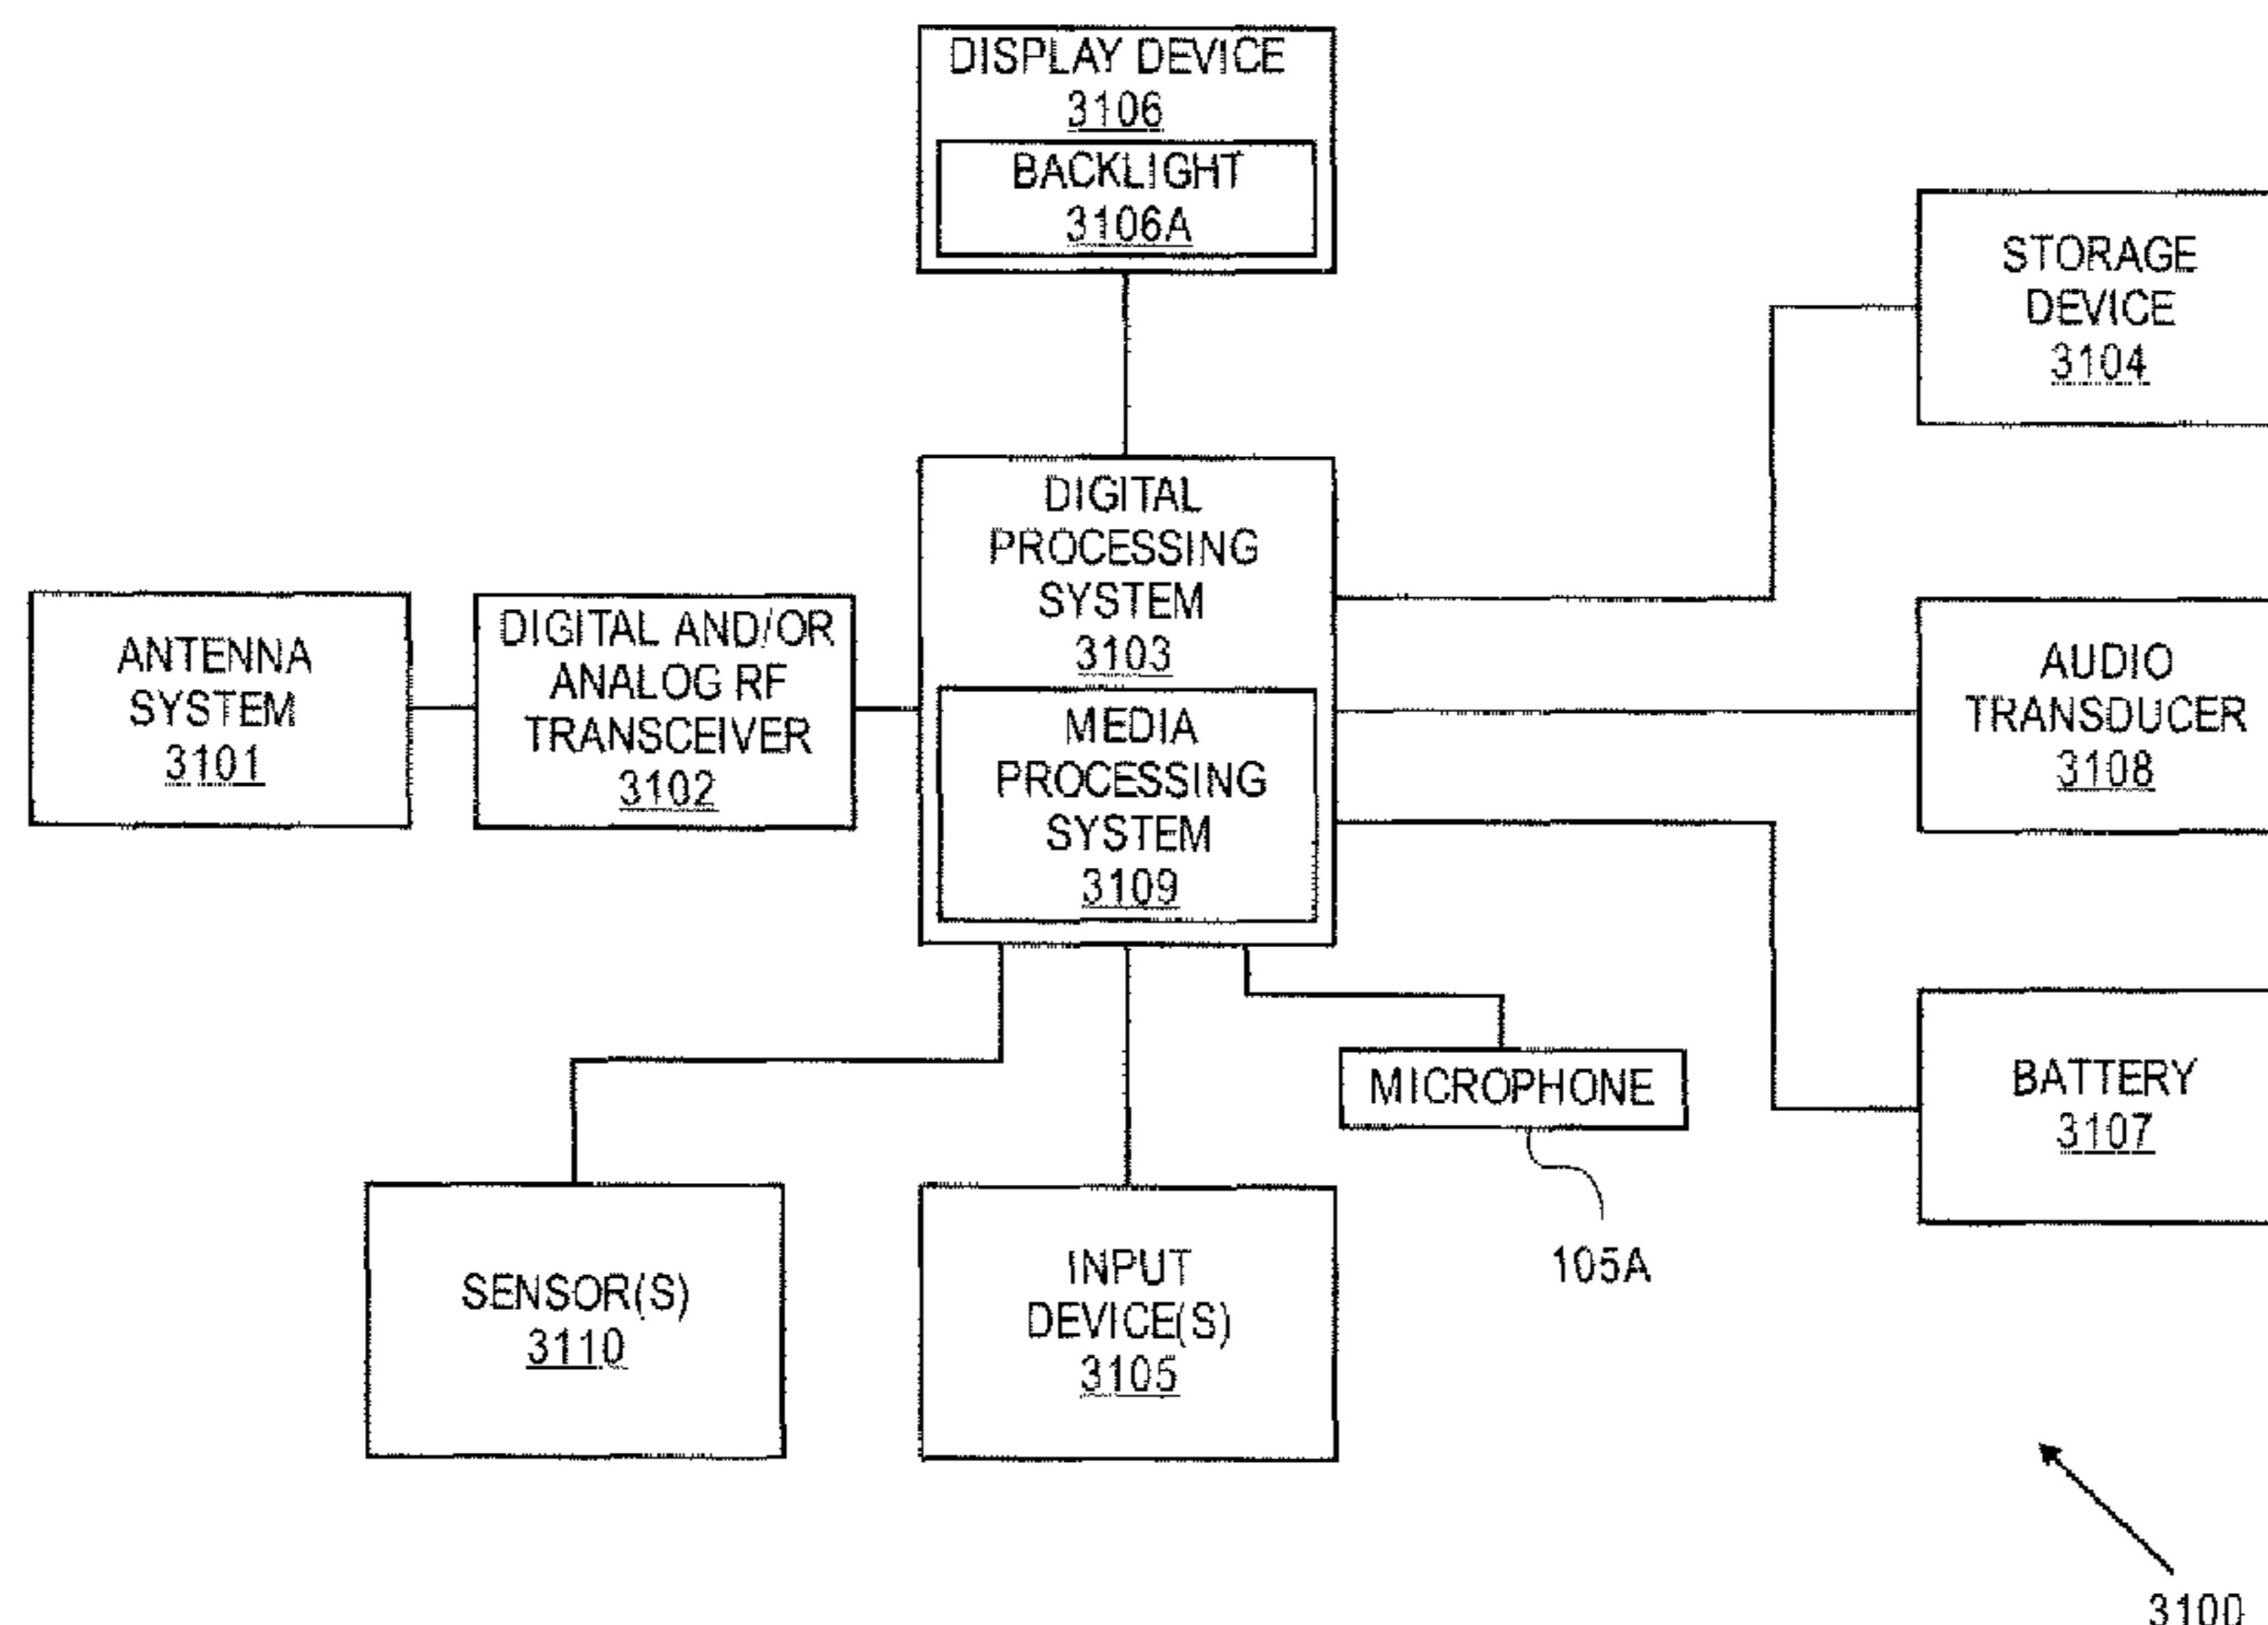 DISPLAY DEVICE
3106
BACKLIGHT
3106A
STORAGE
DEVICE
3104
DIGITAL
PROCESSING
SYSTEM
3103
MEDIA
PROCESSING
SYSTEM
3109
ANTENNA
SYSTEM
3101
DIGITAL AND/OR
ANALOG RF
TRANSCEIVER
3102
AUDIO
TRANSDUCER
3108
MICROPHONE
105A
BATTERY
3107
SENSOR(S)
3110
INPUT
DEVICE(S)
3105
3100